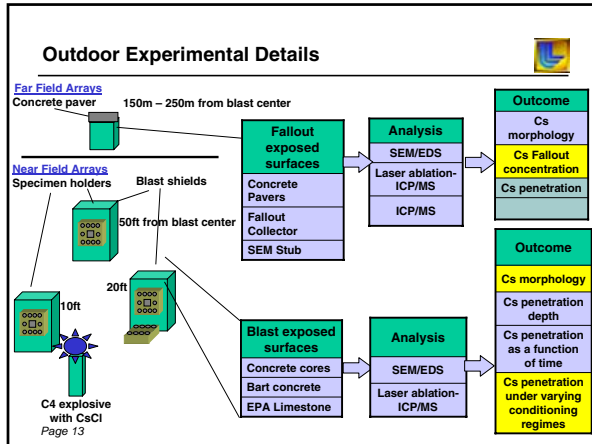 Outdoor Experimental Details
Far Field Arrays
Concrete paver
150m – 250m from blast center
Fallout
exposed
surfaces
Concrete
Pavers
Fallout
Collector
SEM Stub
Analysis
SEM/EDS
Laser ablation-
ICP/MS
ICP/MS
Outcome
Cs
morphology
Cs Fallout
concentration
Cs penetration
Near Field Arrays
Specimen holders
Blast shields
50ft from blast center
20ft
10ft
C4 explosive
with CsCl
Blast exposed
surfaces
Concrete cores
Bart concrete
EPA Limestone
Analysis
SEM/EDS
Laser ablation-
ICP/MS
Outcome
Cs morphology
Cs penetration
depth
Cs penetration
as a function
of time
Cs penetration
under varying
conditioning
regimes
Page 13